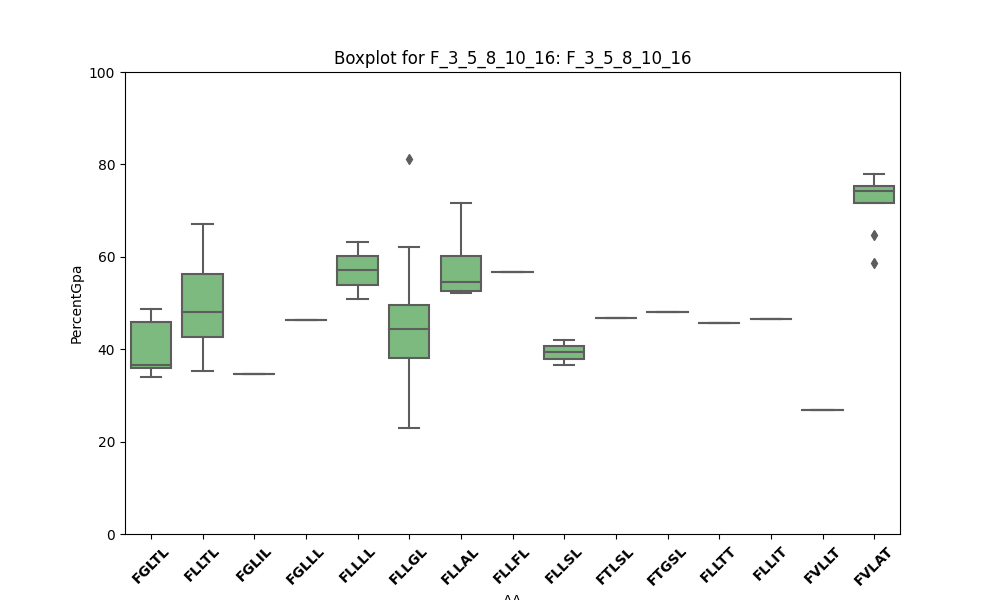 Boxplot for F_3_5_8_10_16: F_3_5_8_10_16
100
80
60
40
20
0
PercentGpa
FGLTL
FLLTL
FGLIL
FGLLL
FLLLL
FLLGL
FLLAL
FLLFL
FLLSL
FTLSL
FTGSL
FLLTT
FLLIT
FVLLT
FVLAT
AA